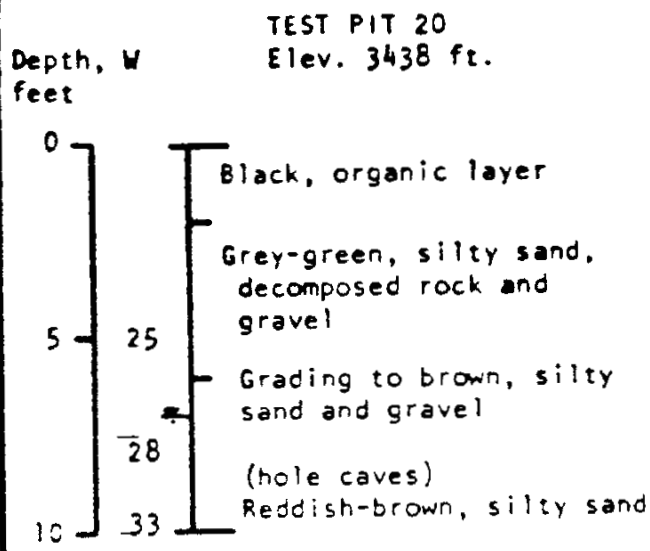 TEST PIT 20
Depth, W Elev. 3438 ft.
feet
0
Black, organic layer
Grey-green, silty sand,
decomposed rock and
gravel
5 25
Grading to brown, silty
sand and gravel
28
(hole caves)
Reddish-brown, silty sand
10 33